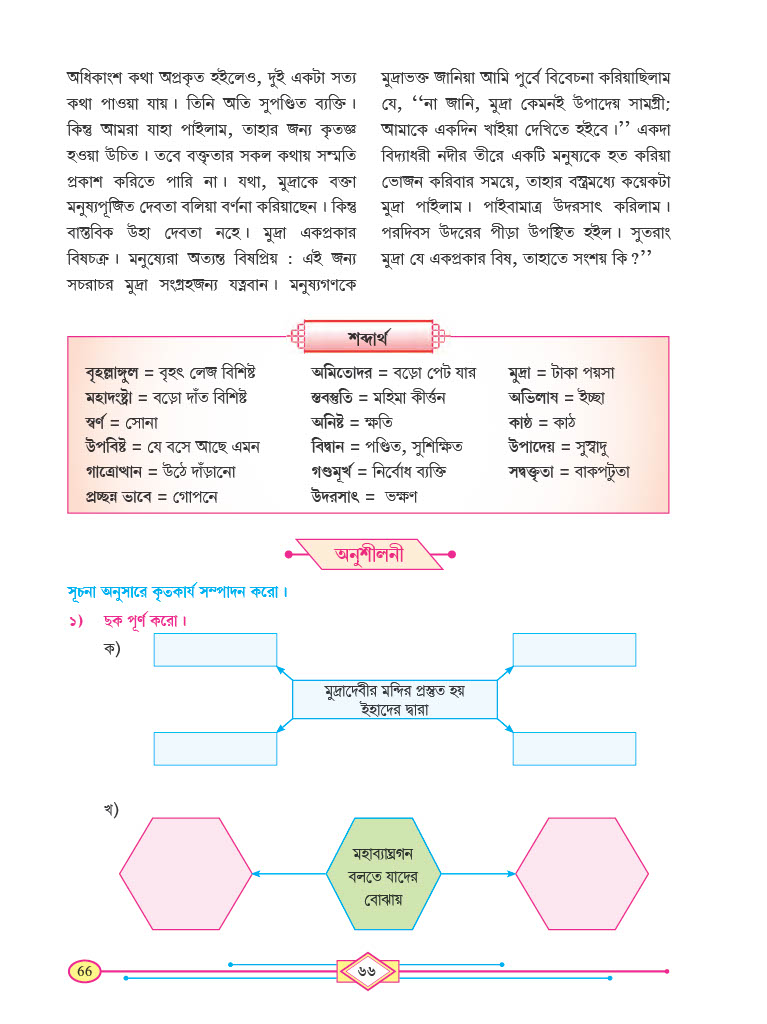 অধিকাংশ কথা অপ্রকৃত হইলেও, দুই একটা সত্য
কথা পাওয়া যায়। তিনি অতি সুপণ্ডিত ব্যক্তি।
কিন্তু আমরা যাহা পাইলাম, তাহার জন্য কৃতজ্ঞ
হওয়া উচিত। তবে বক্তৃতার সকল কথায় সম্মতি
প্রকাশ করিতে পারি না। যথা, মুদ্রাকে বক্তা
মনুষ্যপূজিত দেবতা বলিয়া বর্ণনা করিয়াছেন। কিন্তু
বাস্তবিক উহা দেবতা নহে। মুদ্রা একপ্রকার
বিষচক্র। মনুষ্যেরা অত্যন্ত বিষপ্রিয় : এই জন্য
সচরাচর মুদ্রা সংগ্রহজন্য যত্নবান। মনুষ্যগণকে
মুদ্রাভক্ত জানিয়া আমি পুর্বে বিবেচনা করিয়াছিলাম
যে, ‘‘না জানি, মুদ্রা কেমনই উপাদেয় সামগ্রী:
আমাকে একদিন খাইয়া দেখিতে হইবে।’’ একদা
বিদ্যাধরী নদীর তীরে একটি মনুষ্যকে হত করিয়া
ভোজন করিবার সময়ে, তাহার বস্ত্রমধ্যে কয়েকটা
মুদ্রা পাইলাম। পাইবামাত্র উদরসাৎ করিলাম।
পরদিবস উদরের পীড়া উপস্থিত হইল। সুতরাং
মুদ্রা যে একপ্রকার বিষ, তাহাতে সংশয় কি?’’
শব্দার্থ
বৃহল্লাঙ্গুল = বৃহৎ লেজ বিশিষ্ট
মহাদংষ্ট্রা = বড়ো দাঁত বিশিষ্ট
স্বর্ণ = সোনা
উপবিষ্ট = যে বসে আছে এমন
গাত্রোত্থান = উঠে দাঁড়ানো
প্রচ্ছন্ন ভাবে = গোপনে
অমিতোদর = বড়ো পেট যার
স্তবস্তুতি = মহিমা কীর্ত্তন
অনিষ্ট = ক্ষতি
বিদ্বান = পণ্ডিত, সুশিক্ষিত
গণ্ডমূর্খ = নির্বোধ ব্যক্তি
উদরসাৎ = ভক্ষণ
মুদ্রা = টাকা পয়সা
অভিলাষ = ইচ্ছা
কাষ্ঠ = কাঠ
উপাদেয় = সুস্বাদু
সদ্বক্তৃতা = বাকপটুতা
অনুশীলনী
সূচনা অনুসারে কৃতকার্য সম্পাদন করো।
১) ছক পূর্ণ করো।
ক)
মুদ্রাদেবীর মন্দির প্রস্তুত হয়
ইহাদের দ্বারা
খ)
মহাব্যাঘ্রগন
বলতে যাদের
বোঝায়
66
৬৬